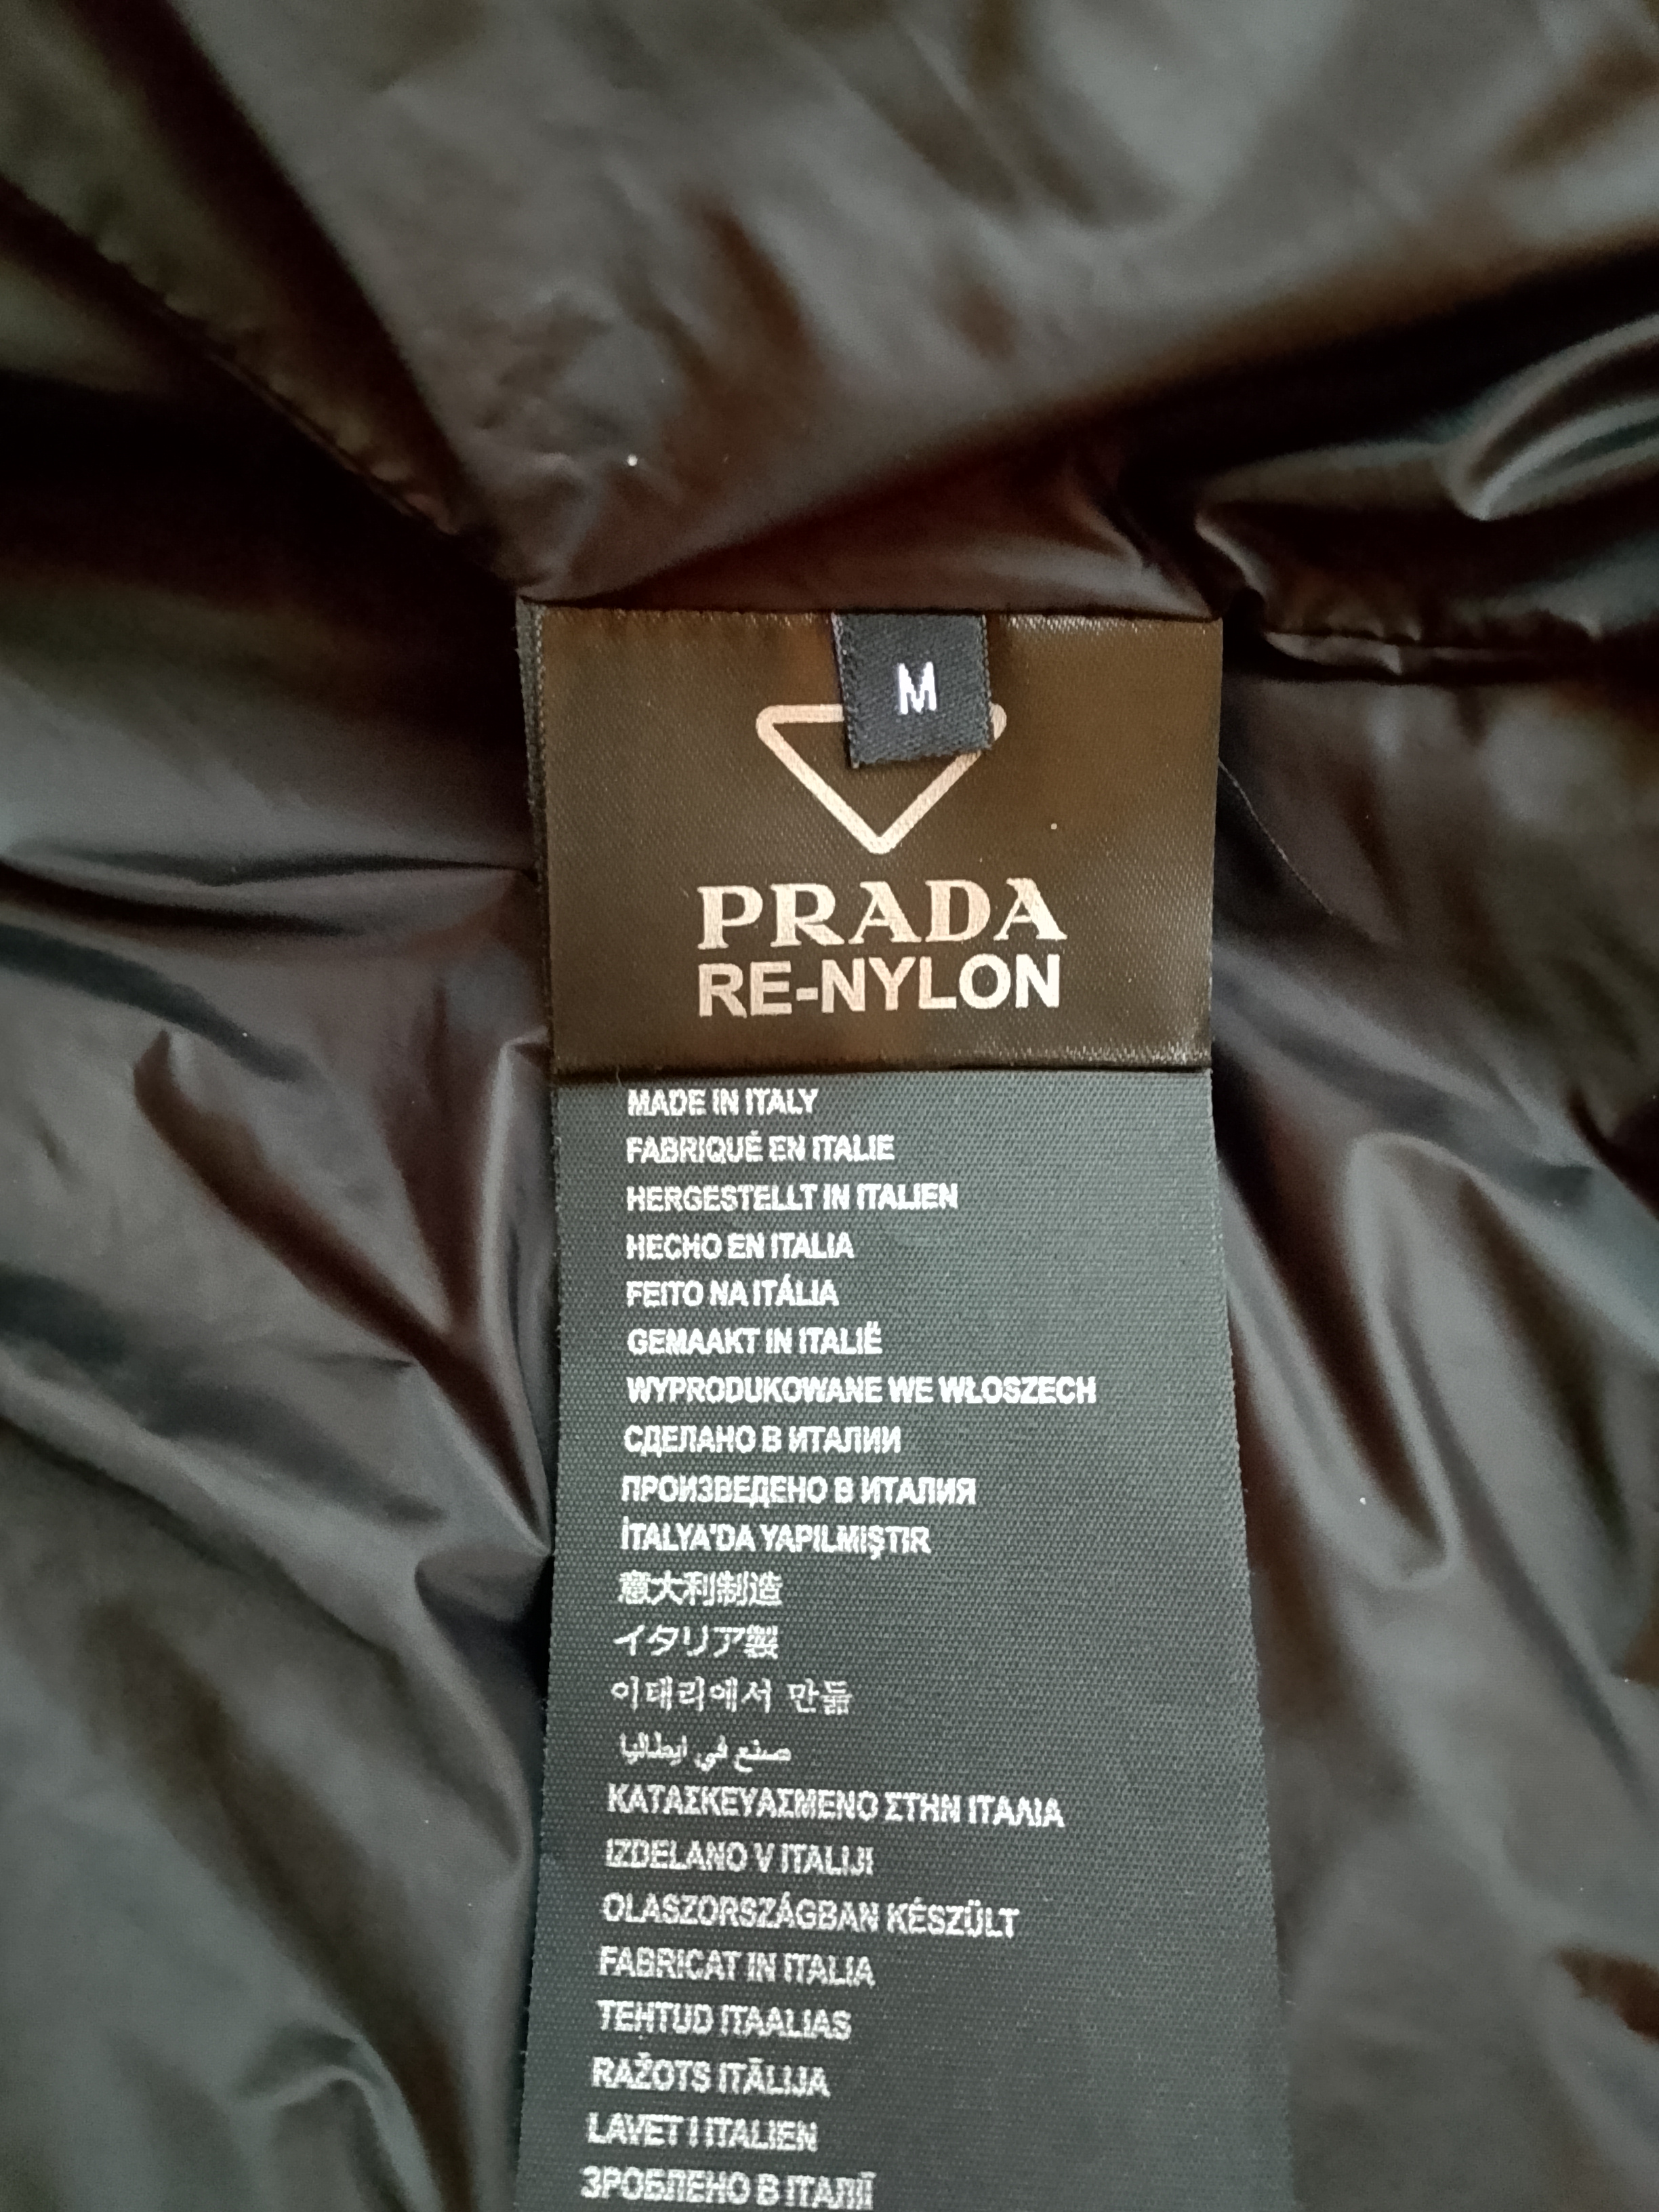 M
PRADA
RE-NYLON
MADE IN ITALY
FABRIQUÉ EN ITALIE
HERGESTELLT IN ITALIEN
HECHO EN ITALIA
FEITO NA ITÁLIA
GEMAAKT IN ITALIË
WYPRODUKOWANE WE WŁOSZECH
СДЕЛАНО В ИТАЛИИ
ПРОИЗВЕДЕНО В ИТАЛИЯ
İTALYA'DA YAPILMIŞTIR
意大利制造
イタリア製
이태리에서 만듦
صنع في ايطاليا
ΚΑΤΑΣΚΕΥΑΣΜΕΝΟ ΣΤΗΝ ΙΤΑΛΙΑ
IZDELANO V ITALIJI
OLASZORSZÁGBAN KÉSZÜLT
FABRICAT IN ITALIA
TEHTUD ITAALIAS
RAŽOTS ITĀLIJA
LAVET I ITALIEN
ЗРОБЛЕНО В ІТАЛІЇ